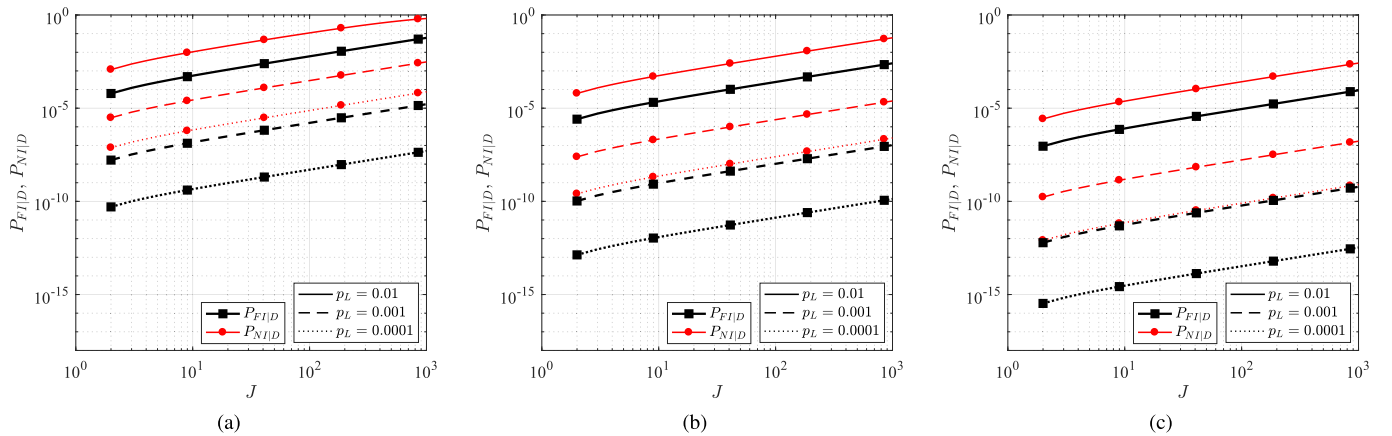 10^0
10^-5
10^-10
10^-15
P_{FI|D}, P_{NI|D}
P_{FI|D}
P_{NI|D}
p_L = 0.01
p_L = 0.001
p_L = 0.0001
10^0 10^1 10^2 10^3
J
(a)
10^0
10^-5
10^-10
10^-15
P_{FI|D}, P_{NI|D}
P_{FI|D}
P_{NI|D}
p_L = 0.01
p_L = 0.001
p_L = 0.0001
10^0 10^1 10^2 10^3
J
(b)
10^0
10^-5
10^-10
10^-15
P_{FI|D}, P_{NI|D}
P_{FI|D}
P_{NI|D}
p_L = 0.01
p_L = 0.001
p_L = 0.0001
10^0 10^1 10^2 10^3
J
(c)